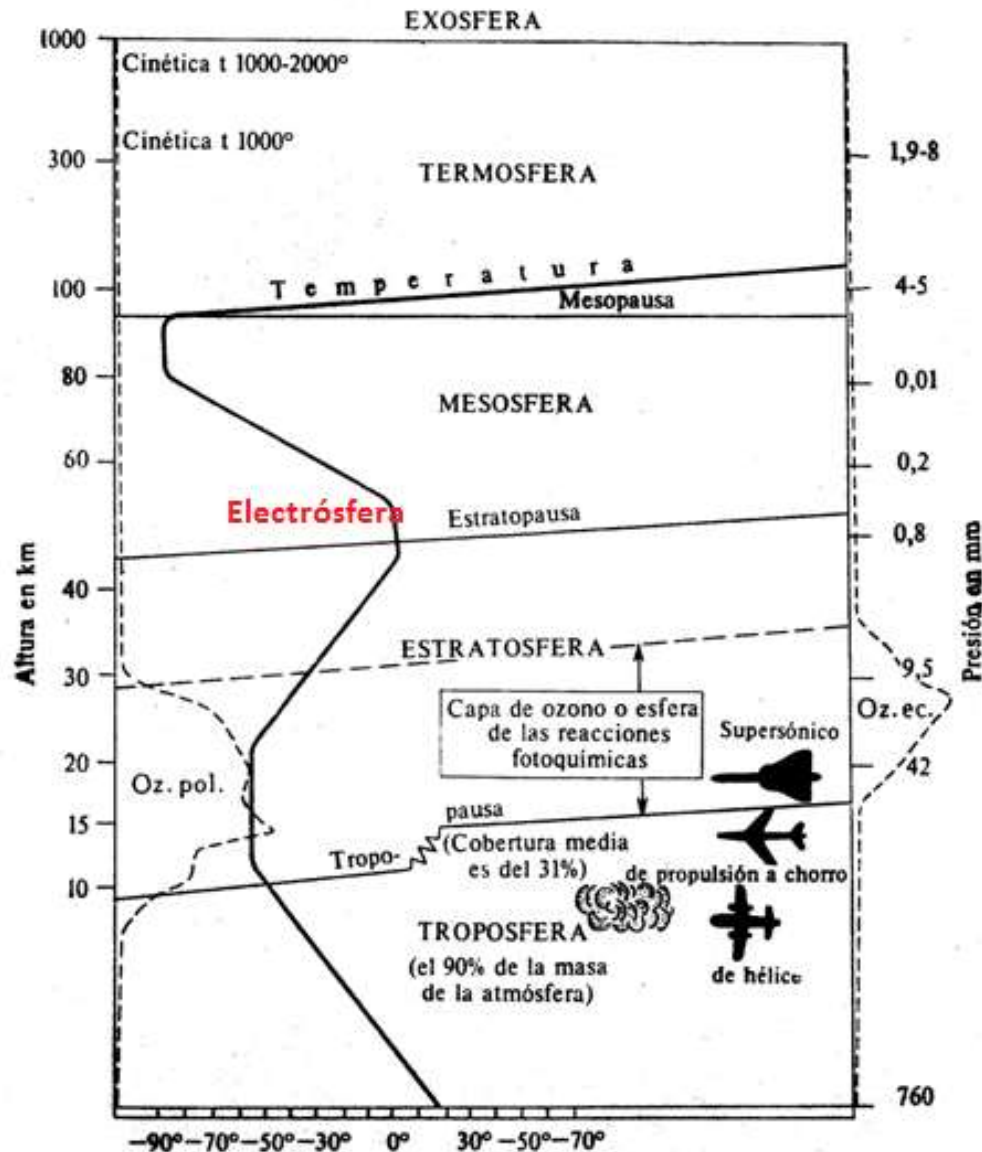 EXOSFERA
1000
Cinética t 1000-2000°
Cinética t 1000°
300
1,9-8
TERMOSFERA
Temperatura
100
4-5
Mesopausa
80
0,01
MESOSFERA
60
0,2
Electrósfera
Estratopausa
0,8
Altura en km
Presión en mm
40
ESTRATOSFERA
30
9,5
Capa de ozono o esfera
de las reacciones
fotoquímicas
Oz. ec.
Supersónico
20
42
Oz. pol.
15
pausa
Tropo-
(Cobertura media
es del 31%)
de propulsión a chorro
10
TROPOSFERA
(el 90% de la masa
de la atmósfera)
de hélice
760
−90°−70°−50°−30° 0° 30° −50°−70°